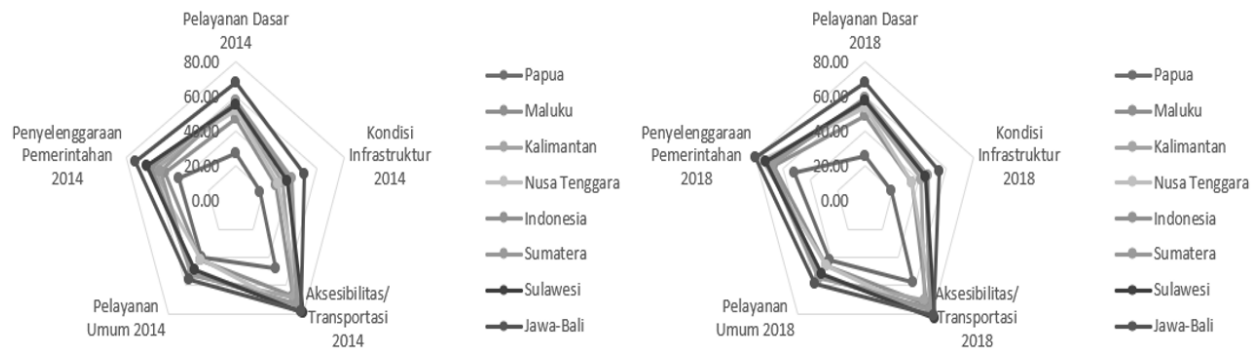 Pelayanan Dasar
2014
80.00
60.00
40.00
20.00
0.00
Penyelenggaraan
Pemerintahan
2014
Kondisi
Infrastruktur
2014
Pelayanan
Umum 2014
Aksesibilitas/
Transportasi
2014
Papua
Maluku
Kalimantan
Nusa Tenggara
Indonesia
Sumatera
Sulawesi
Jawa-Bali
Pelayanan Dasar
2018
80.00
60.00
40.00
20.00
0.00
Penyelenggaraan
Pemerintahan
2018
Kondisi
Infrastruktur
2018
Pelayanan
Umum 2018
Aksesibilitas/
Transportasi
2018
Papua
Maluku
Kalimantan
Nusa Tenggara
Indonesia
Sumatera
Sulawesi
Jawa-Bali